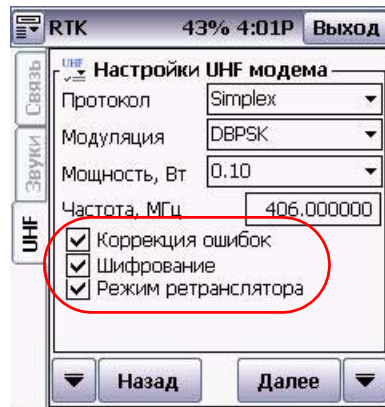 RTK 43% 4:01P Выход
Связь
Звуки
UHF
UHF Настройки UHF модема
Протокол Simplex
Модуляция DBPSK
Мощность, Вт 0.10
Частота, МГц 406.000000
Коррекция ошибок
Шифрование
Режим ретранслятора
Назад Далее